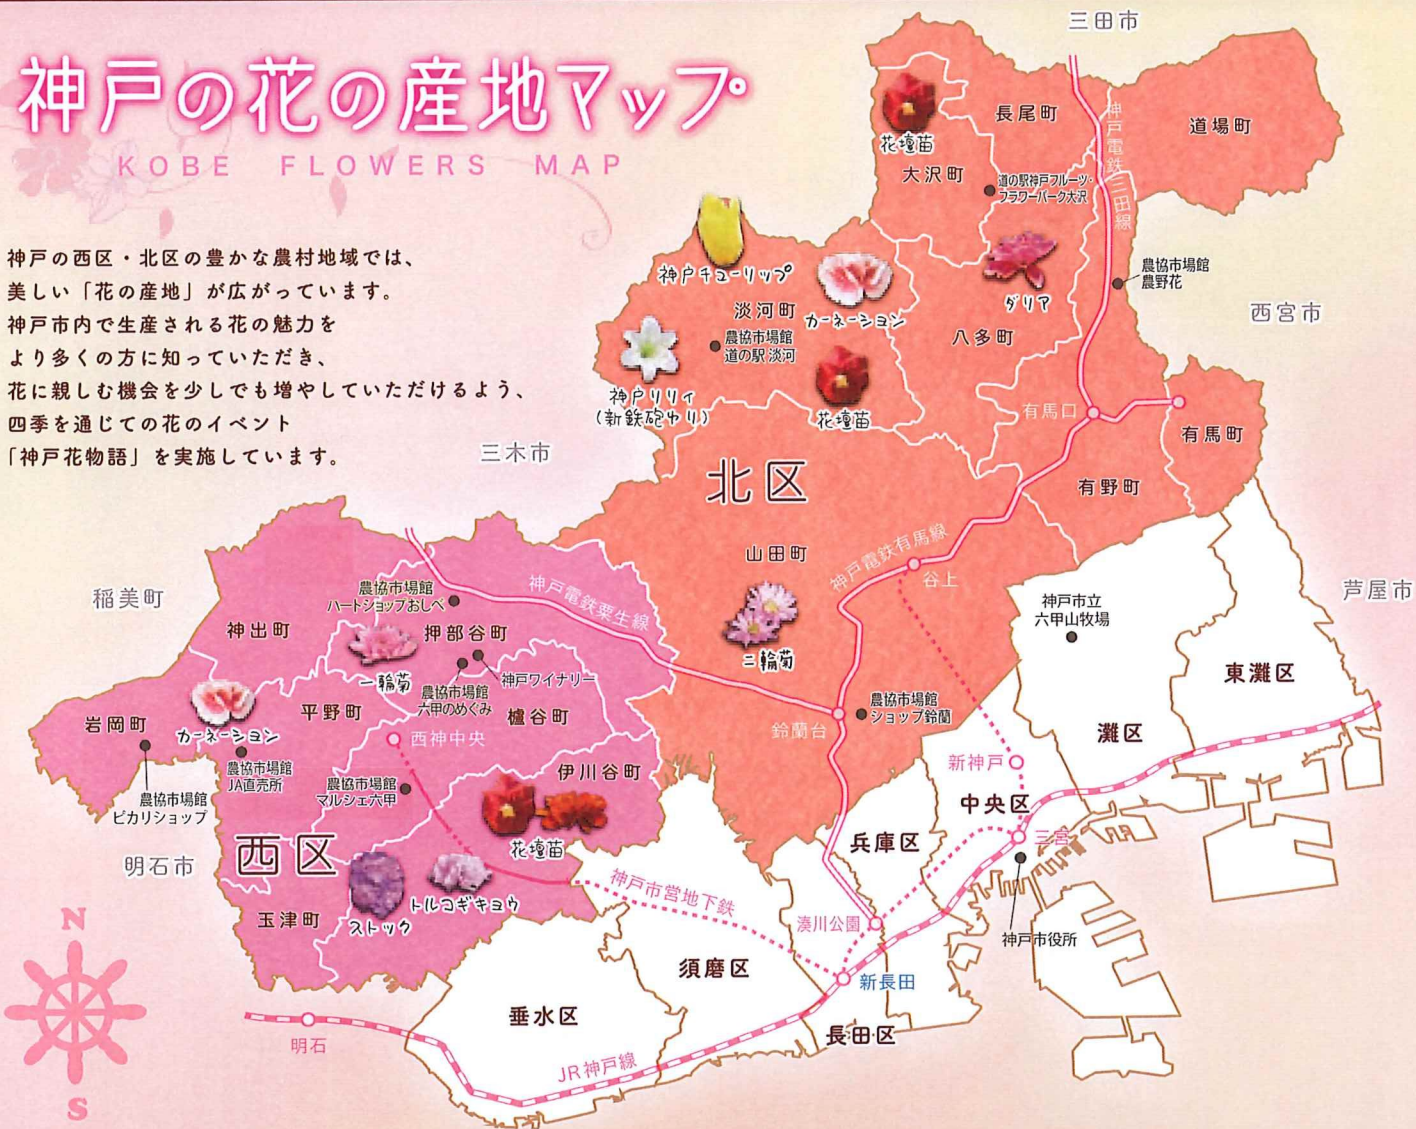 神戸の花の産地マップ
KOBE FLOWERS MAP
神戸の西区・北区の豊かな農村地域では、
美しい「花の産地」が広がっています。
神戸市内で生産される花の魅力を
より多くの方に知っていただき、
花に親しむ機会を少しでも増やしていただけるよう、
四季を通じての花のイベント
「神戸花物語」を実施しています。
三田市
長尾町
道場町
神戸電鉄三田線
花壇苗
大沢町
道の駅神戸フルーツ・
フラワーパーク大沢
神戸チューリップ
カーネーション
ダリア
農協市場館
農野花
西宮市
淡河町
農協市場館
道の駅 淡河
八多町
神戸リリィ
(新鉄砲ゆり)
花壇苗
有馬口
有馬町
三木市
北区
有野町
山田町
神戸電鉄有馬線
谷上
二輪菊
神戸市立
六甲山牧場
芦屋市
東灘区
灘区
稲美町
神出町
農協市場館
ハートショップおしべ
神戸電鉄粟生線
押部谷町
一輪菊
農協市場館
六甲のめぐみ
神戸ワイナリー
岩岡町
カーネーション
平野町
櫨谷町
西神中央
農協市場館
JA直売所
農協市場館
マルシェ六甲
伊川谷町
農協市場館
ピカリショップ
鈴蘭台
農協市場館
ショップ鈴蘭
新神戸
中央区
三宮
兵庫区
明石市
西区
花壇苗
玉津町
ストック
トルコギキョウ
神戸市営地下鉄
湊川公園
神戸市役所
新長田
須磨区
垂水区
長田区
明石
JR神戸線
N
S